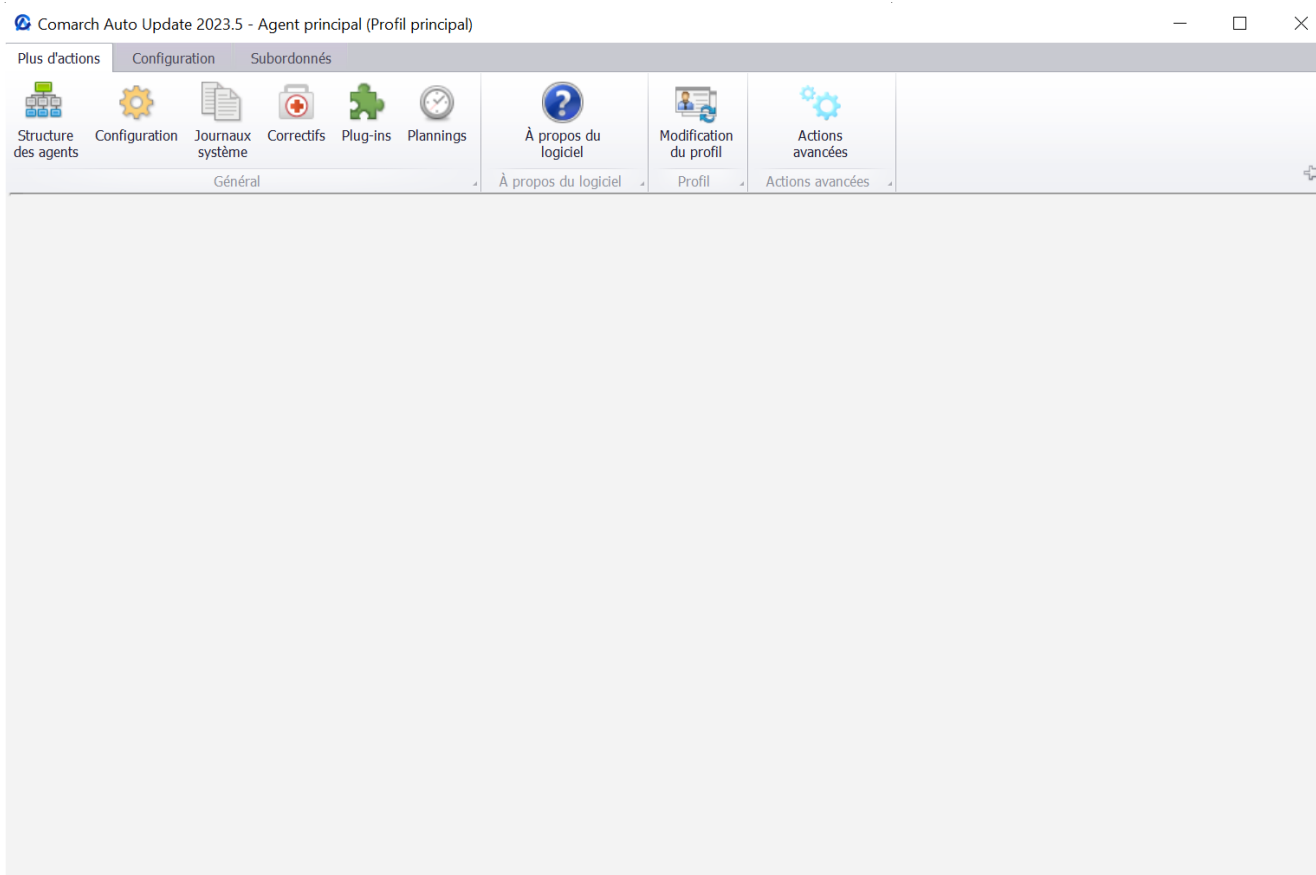 Comarch Auto Update 2023.5 - Agent principal (Profil principal)
Plus d'actions Configuration Subordonnés
Structure des agents
Configuration
Journaux système
Correctifs
Plug-ins
Plannings
Général
À propos du logiciel
À propos du logiciel
Modification du profil
Profil
Actions avancées
Actions avancées